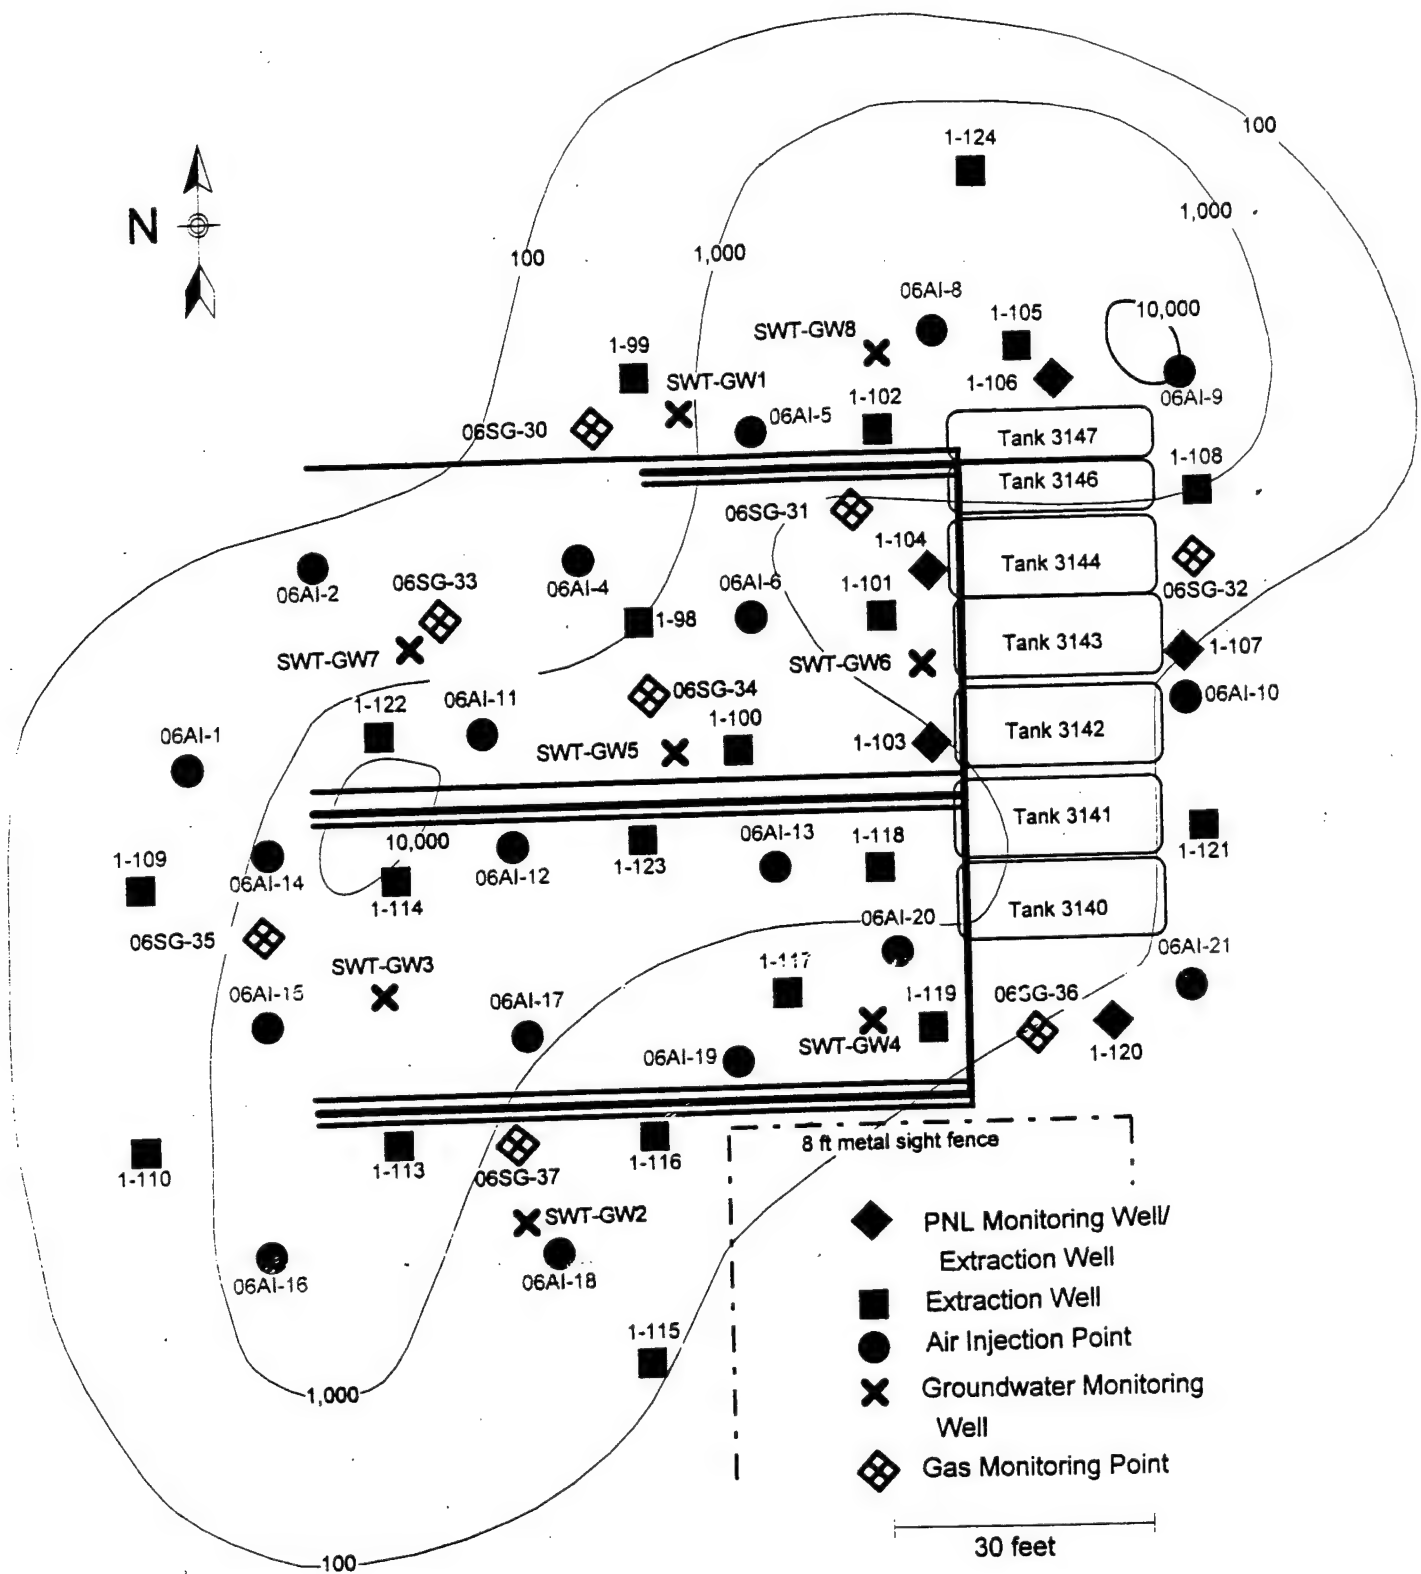 100
1-124
1,000
N
100
1,000
06AI-8
10,000
1-105
SWT-GW8
1-99
SWT-GW1
1-106
06AI-9
1-102
06AI-5
06SG-30
Tank 3147
1-108
Tank 3146
06SG-31
1-104
Tank 3144
06SG-32
06AI-2
06SG-33
06AI-4
06AI-6
1-101
1-98
SWT-GW7
SWT-GW6
Tank 3143
1-107
06SG-34
06AI-10
1-122
06AI-11
1-100
Tank 3142
06AI-1
SWT-GW5
1-103
Tank 3141
10,000
06AI-13
1-118
1-121
1-109
06AI-14
06AI-12
1-123
1-114
Tank 3140
06AI-20
06SG-35
06AI-21
SWT-GW3
1-117
06AI-15
06AI-17
1-119
06SG-36
SWT-GW4
1-120
06AI-19
8 ft metal sight fence
1-110
1-113
06SG-37
1-116
SWT-GW2
06AI-16
06AI-18
1-115
1,000
100
PNL Monitoring Well/
Extraction Well
Extraction Well
Air Injection Point
Groundwater Monitoring
Well
Gas Monitoring Point
30 feet